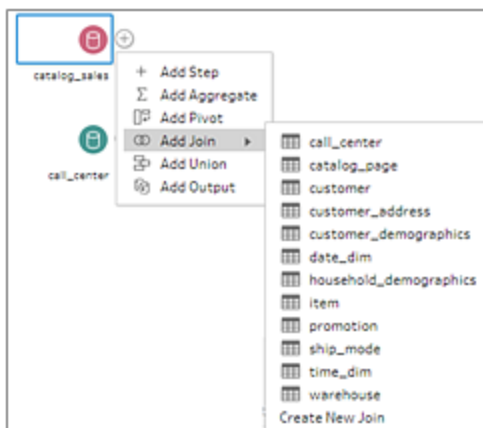 catalog_sales
call_center
Add Step
Add Aggregate
Add Pivot
Add Join
Add Union
Add Output
call_center
catalog_page
customer
customer_address
customer_demographics
date_dim
household_demographics
item
promotion
ship_mode
time_dim
warehouse
Create New Join